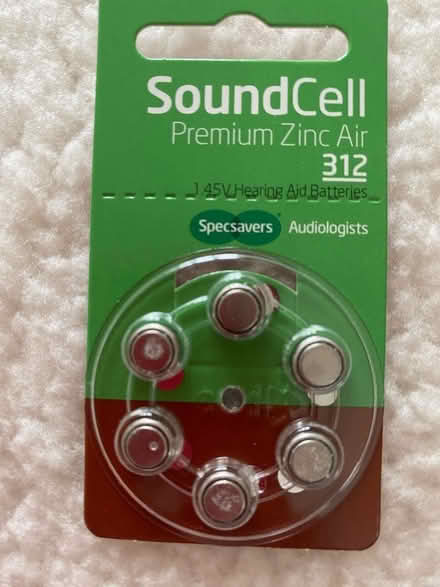 SoundCell
Premium Zinc Air
312
1.45V Hearing Aid Batteries
Specsavers Audiologists